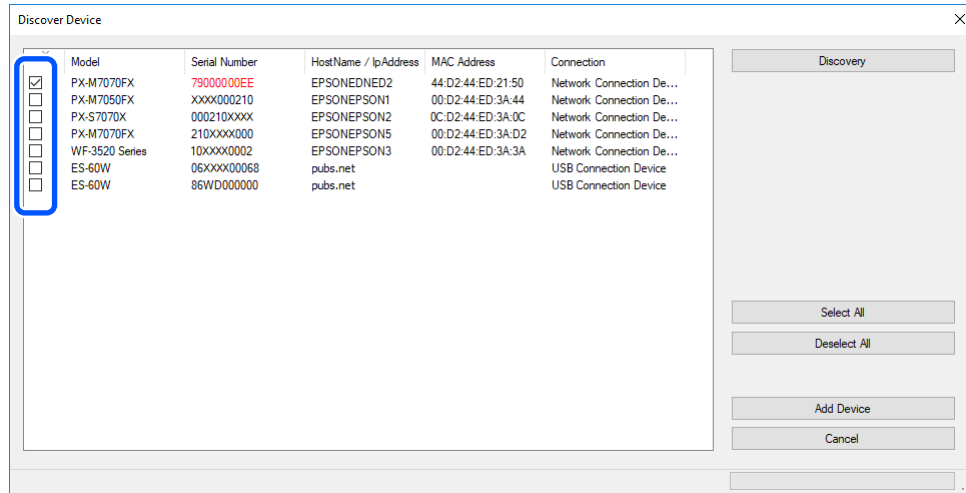 Discover Device
Model Serial Number HostName / IpAddress MAC Address Connection
PX-M7070FX 79000000EE EPSONEDNED2 44:D2:44:ED:21:50 Network Connection De...
PX-M7050FX XXXX000210 EPSONEPSON1 00:D2:44:ED:3A:44 Network Connection De...
PX-S7070X 000210XXXX EPSONEPSON2 0C:D2:44:ED:3A:0C Network Connection De...
PX-M7070FX 210XXXX000 EPSONEPSON5 00:D2:44:ED:3A:D2 Network Connection De...
WF-3520 Series 10XXXX0002 EPSONEPSON3 00:D2:44:ED:3A:3A Network Connection De...
ES-60W 06XXXX00068 pubs.net USB Connection Device
ES-60W 86WD000000 pubs.net USB Connection Device
Discovery
Select All
Deselect All
Add Device
Cancel